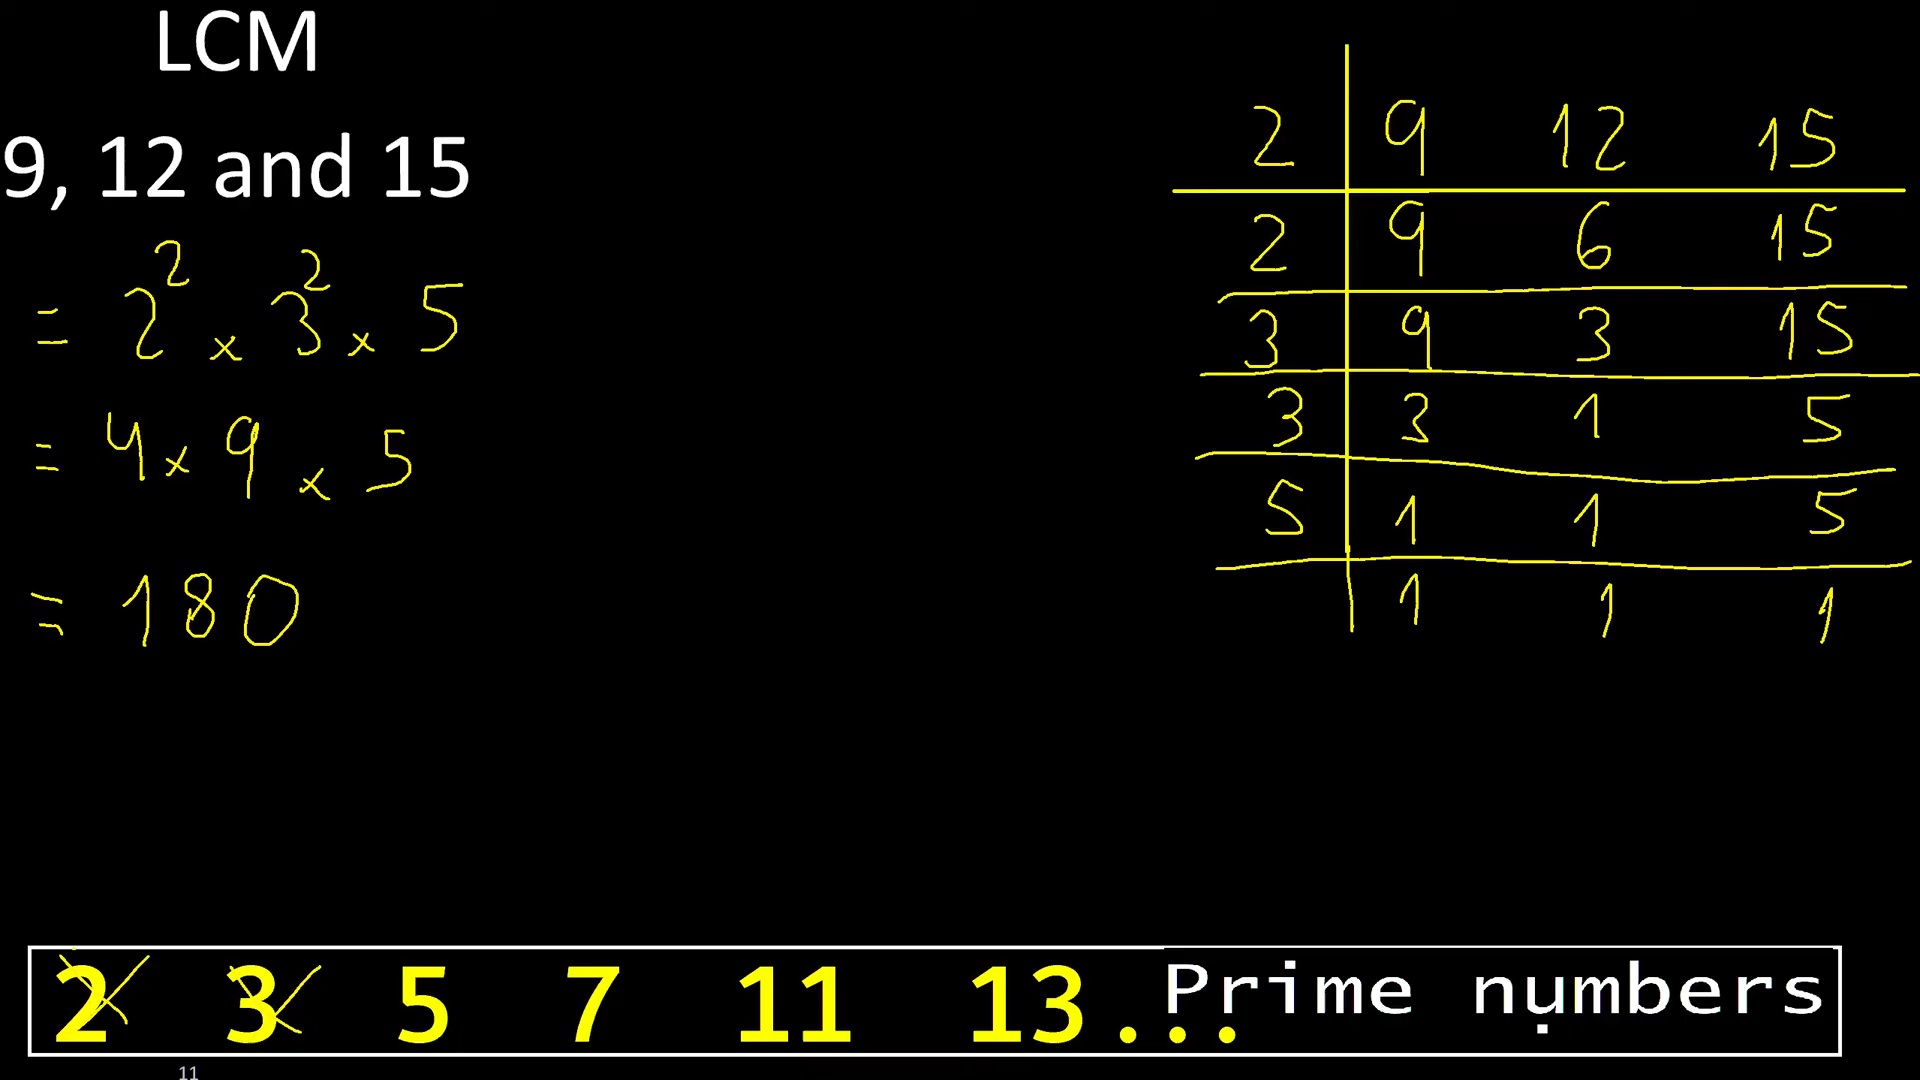 LCM
9, 12 and 15
= 2² × 3² × 5
= 4 × 9 × 5
= 180
2 9 12 15
2 9 6 15
3 9 3 15
3 3 1 5
5 1 1 5
1 1 1
2 3 5 7 11 13... Prime numbers
11